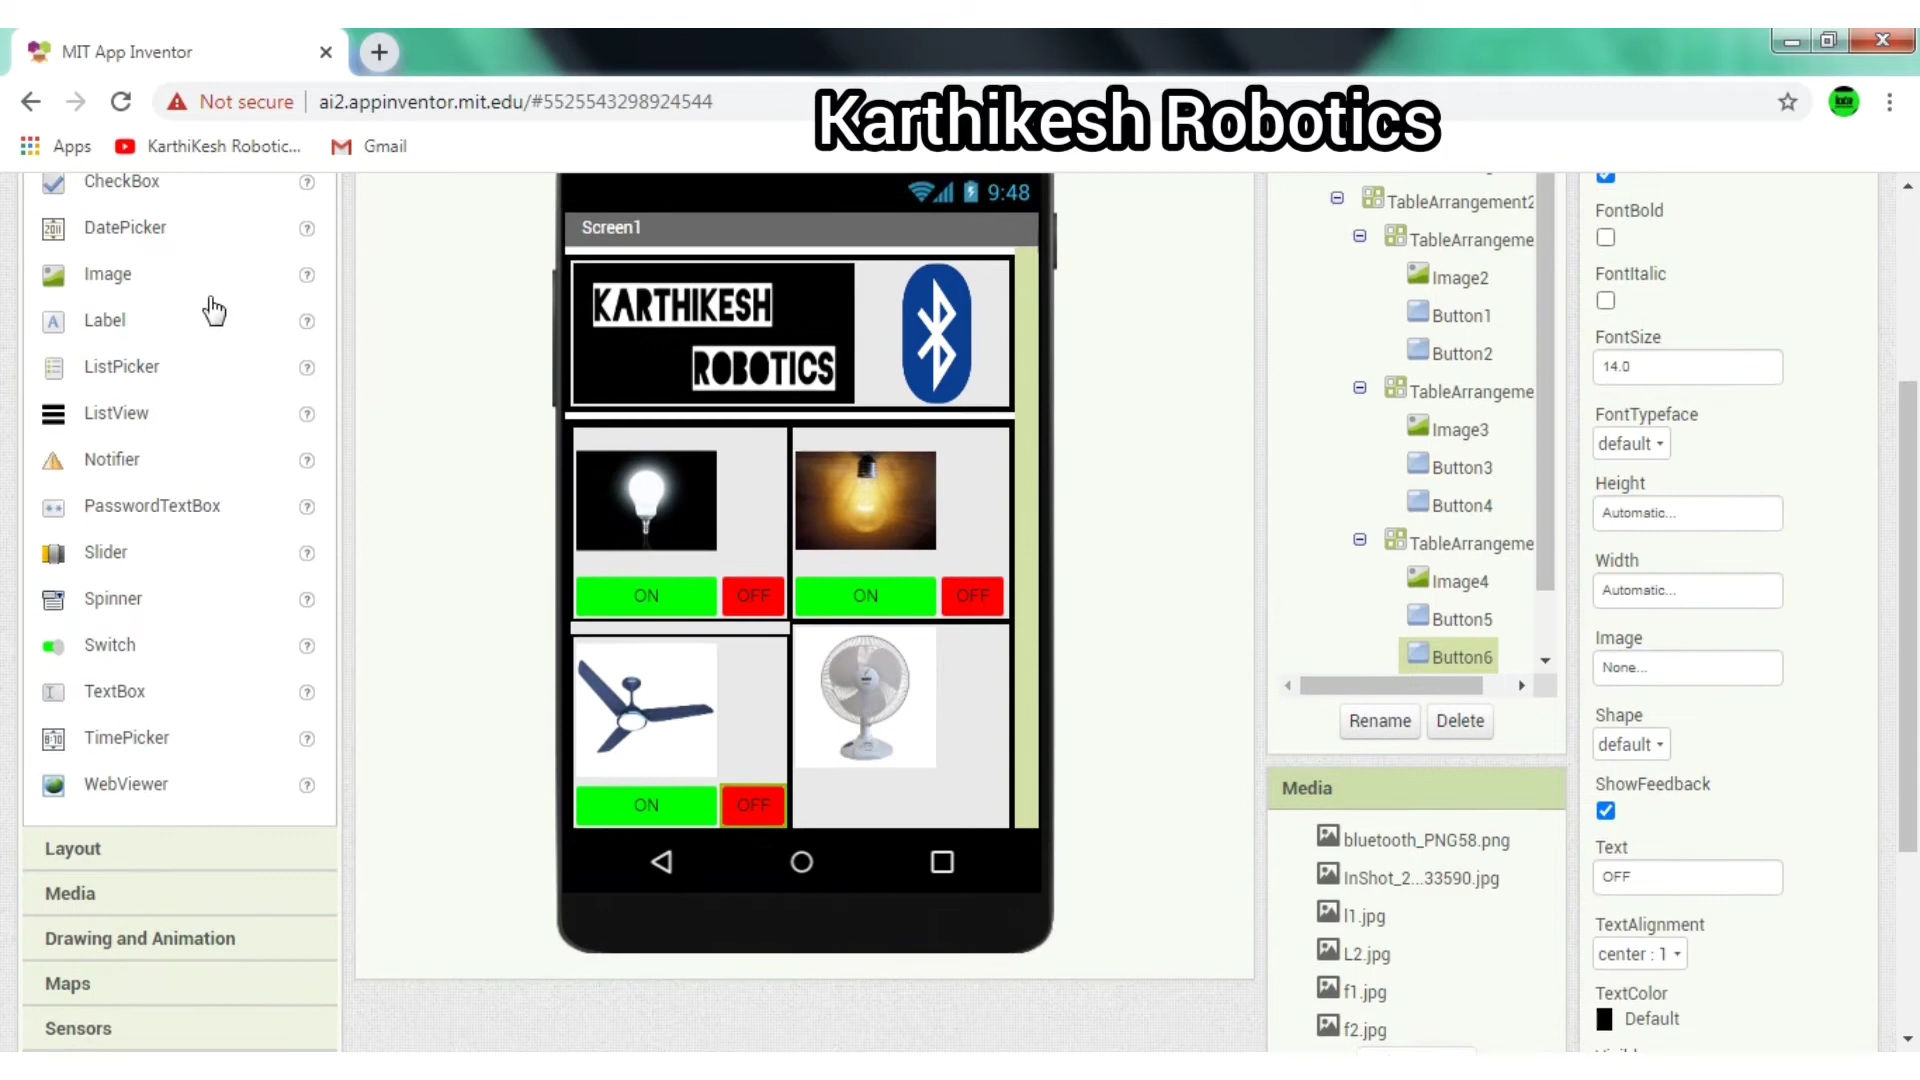 MIT App Inventor
Not secure
ai2.appinventor.mit.edu/#5525543298924544
Karthikesh Robotics
Apps
KarthiKesh Robotic...
Gmail
CheckBox
DatePicker
Image
Label
ListPicker
ListView
Notifier
PasswordTextBox
Slider
Spinner
Switch
TextBox
TimePicker
WebViewer
Layout
Media
Drawing and Animation
Maps
Sensors
9:48
Screen1
KARTHIKESH
ROBOTICS
ON
OFF
ON
OFF
ON
OFF
TableArrangement2
TableArrangeme
Image2
Button1
Button2
TableArrangeme
Image3
Button3
Button4
TableArrangeme
Image4
Button5
Button6
Rename
Delete
Media
bluetooth_PNG58.png
InShot_2...33590.jpg
l1.jpg
L2.jpg
f1.jpg
f2.jpg
FontBold
FontItalic
FontSize
14.0
FontTypeface
default
Height
Automatic...
Width
Automatic...
Image
None...
Shape
default
ShowFeedback
Text
OFF
TextAlignment
center : 1
TextColor
Default